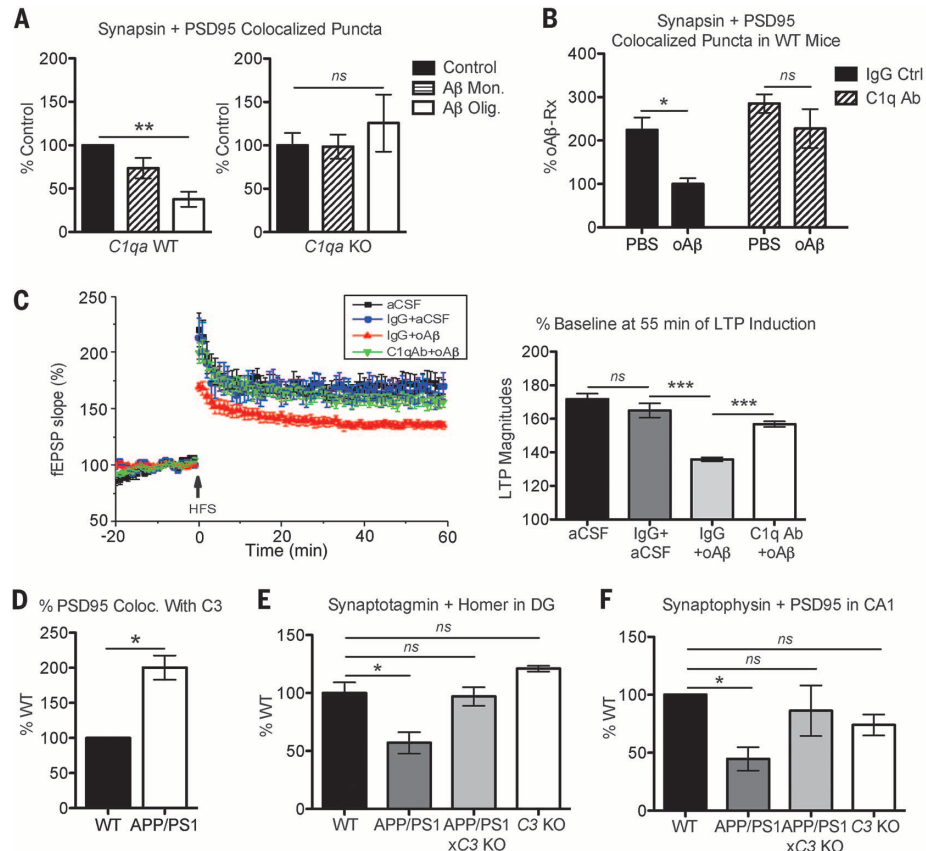 A
Synapsin + PSD95 Colocalized Puncta
% Control
150
100
50
0
**
C1qa WT
% Control
200
150
100
50
0
ns
C1qa KO
Control
Aβ Mon.
Aβ Olig.
B
Synapsin + PSD95
Colocalized Puncta in WT Mice
% oAβ-Rx
400
300
200
100
0
*
ns
PBS
oAβ
PBS
oAβ
IgG Ctrl
C1q Ab
C
fEPSP slope (%)
250
200
150
100
50
-20
0
20
40
60
Time (min)
HFS
aCSF
IgG+aCSF
IgG+oAβ
C1qAb+oAβ
% Baseline at 55 min of LTP Induction
LTP Magnitudes
180
160
140
120
100
ns
***
***
aCSF
IgG+
aCSF
IgG
+oAβ
C1q Ab
+oAβ
D
% PSD95 Coloc. With C3
% WT
250
200
150
100
50
0
*
WT
APP/PS1
E
Synaptotagmin + Homer in DG
% WT
150
100
50
0
ns
ns
*
WT
APP/PS1
APP/PS1
xC3 KO
C3 KO
F
Synaptophysin + PSD95 in CA1
% WT
150
100
50
0
ns
ns
*
WT
APP/PS1
APP/PS1
xC3 KO
C3 KO